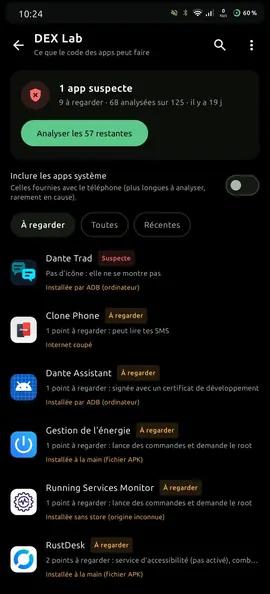 10:24
0
KB/s
60 %
DEX Lab
Ce que le code des apps peut faire
1 app suspecte
9 à regarder · 68 analysées sur 125 · il y a 19 j
Analyser les 57 restantes
Inclure les apps système
Celles fournies avec le téléphone (plus longues à analyser,
rarement en cause).
À regarder
Toutes
Récentes
Dante Trad Suspecte
Pas d'icône : elle ne se montre pas
Installée par ADB (ordinateur)
Clone Phone À regarder
1 point à regarder : peut lire tes SMS
Internet coupé
Dante Assistant À regarder
1 point à regarder : signée avec un certificat de développement
Installée par ADB (ordinateur)
Gestion de l'énergie À regarder
1 point à regarder : lance des commandes et demande le root
Installée à la main (fichier APK)
Running Services Monitor À regarder
1 point à regarder : lance des commandes et demande le root
Installée sans store (origine inconnue)
RustDesk À regarder
2 points à regarder : service d'accessibilité (pas activé), comb...
Installée à la main (fichier APK)